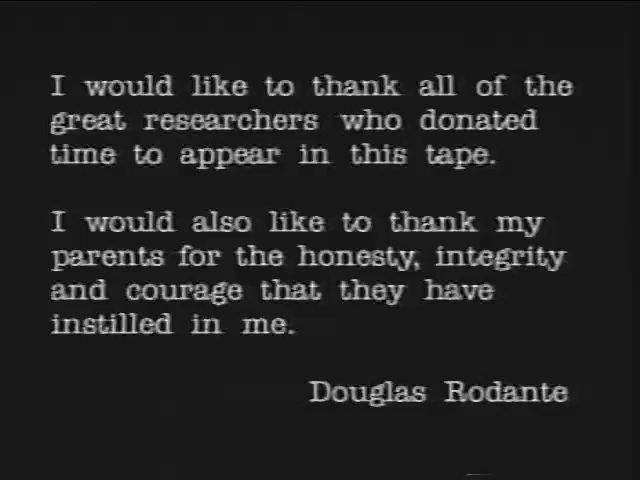 I would like to thank all of the
great researchers who donated
time to appear in this tape.
I would also like to thank my
parents for the honesty, integrity
and courage that they have
instilled in me.
Douglas Rodante